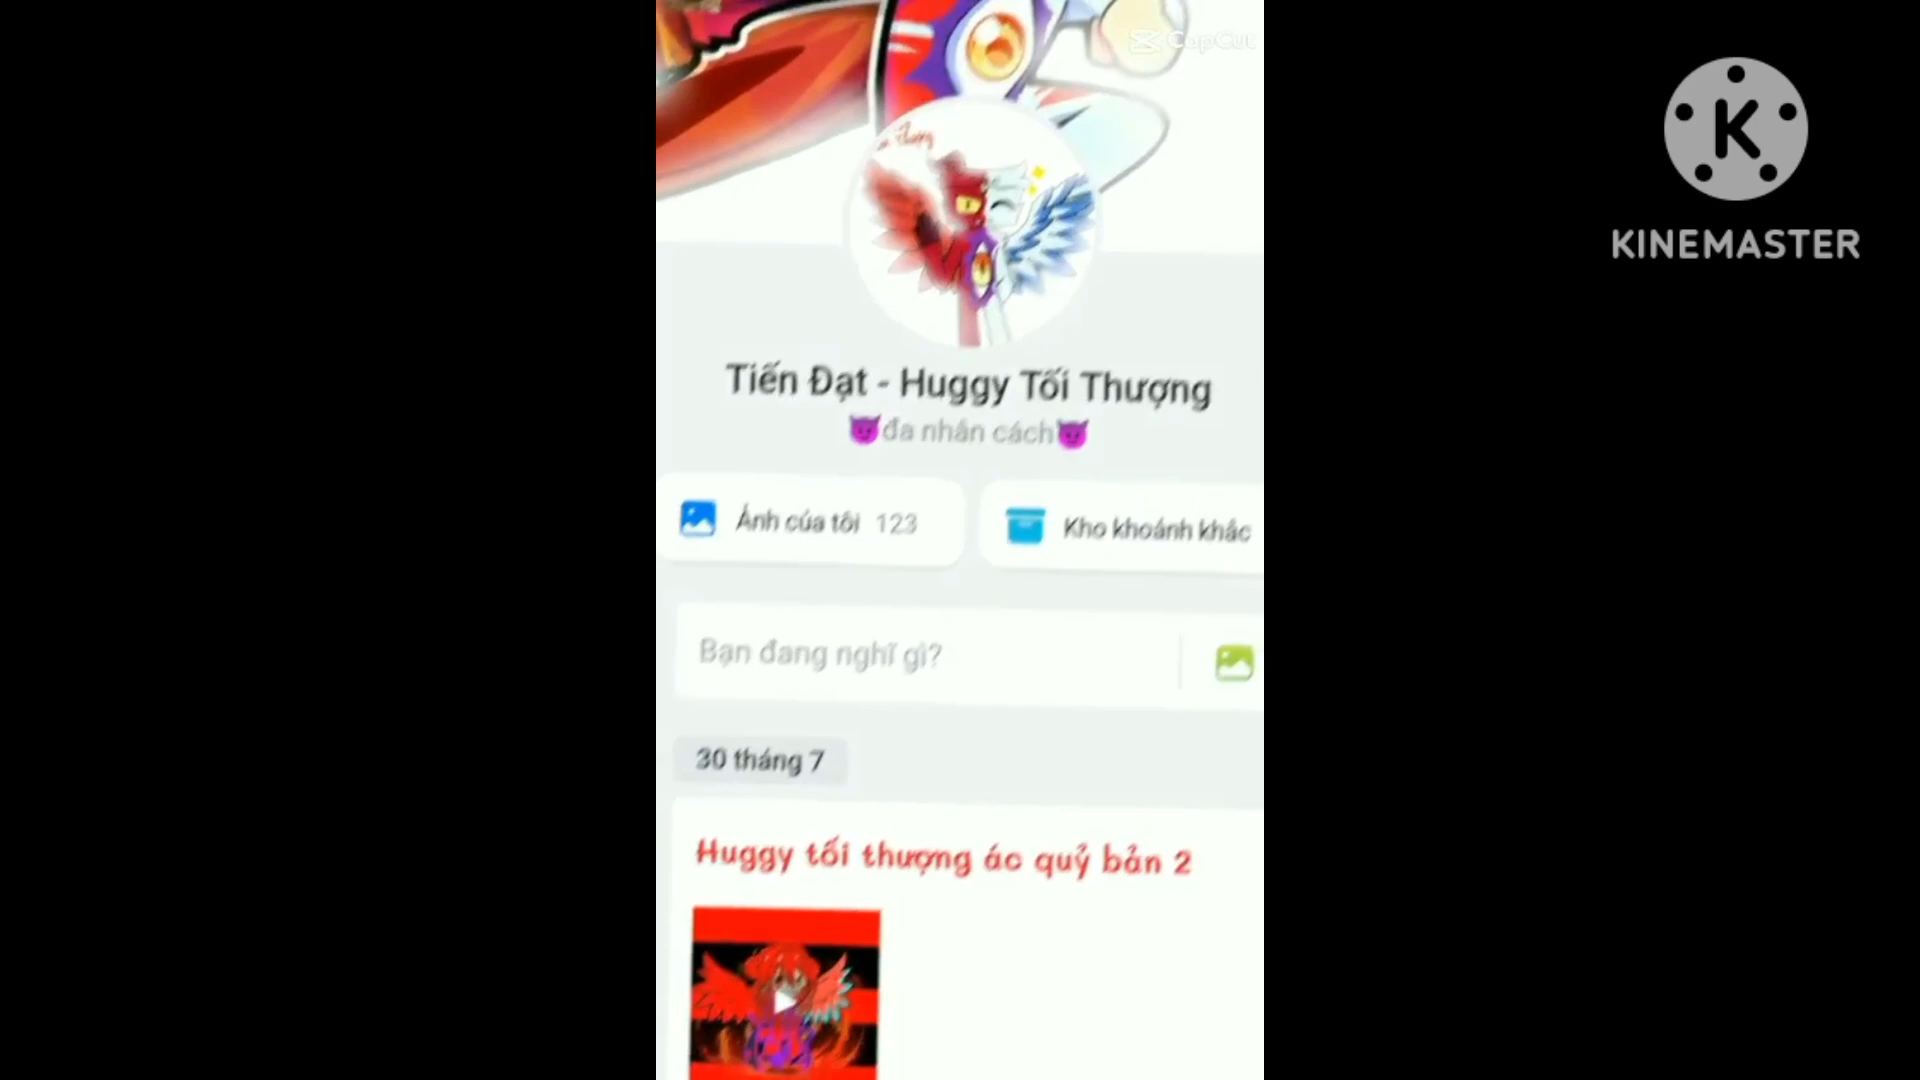 CapCut
KINEMASTER
Tiến Đạt - Huggy Tối Thượng
😈đa nhân cách😈
Ảnh của tôi 123
Kho khoảnh khắc
Bạn đang nghĩ gì?
30 tháng 7
Huggy tối thượng ác quỷ bản 2